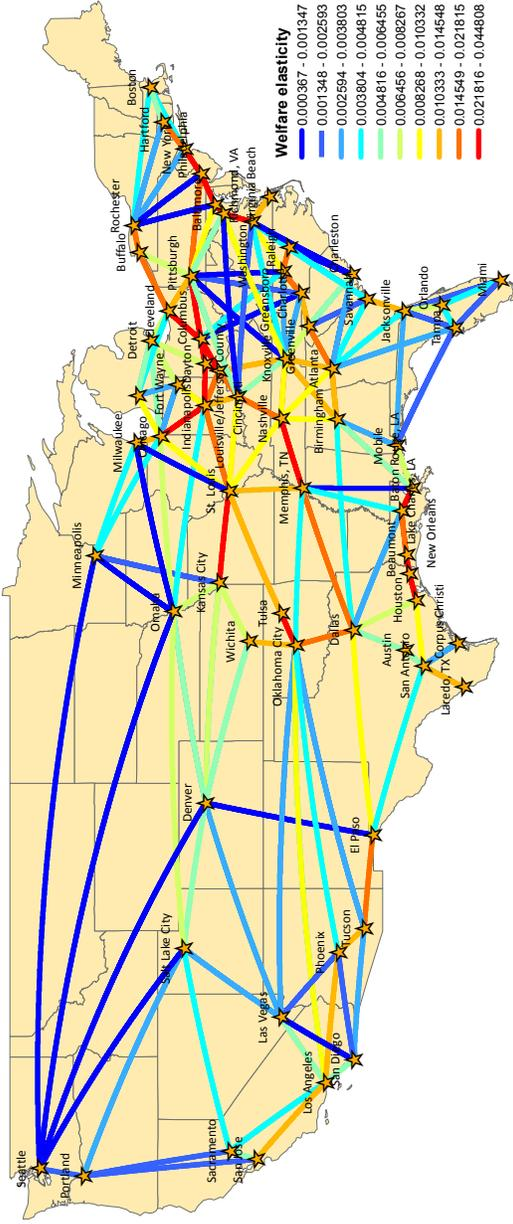 Seattle
Portland
Sacramento
San Jose
Los Angeles
San Diego
Las Vegas
Phoenix
Tucson
Salt Lake City
Denver
El Paso
Minneapolis
Omaha
Kansas City
Wichita
Tulsa
Oklahoma City
Dallas
Austin
San Antonio
Corpus Christi
Laredo, TX
Houston
Beaumont
Lake Charles, LA
Baton Rouge, LA
New Orleans
Mobile
Milwaukee
Chicago
St. Louis
Memphis, TN
Nashville
Birmingham
Atlanta
Detroit
Fort Wayne
Indianapolis
Dayton
Columbus
Cleveland
Cincinnati
Louisville/Jefferson County
Knoxville
Greenville
Charlotte
Greensboro
Raleigh
Pittsburgh
Buffalo
Rochester
Boston
Hartford
New York
Philadelphia
Baltimore
Washington
Richmond, VA
Virginia Beach
Charleston
Savannah
Jacksonville
Orlando
Tampa
Miami
Welfare elasticity
0.000367 - 0.001347
0.001348 - 0.002593
0.002594 - 0.003803
0.003804 - 0.004815
0.004816 - 0.006455
0.006456 - 0.008267
0.008268 - 0.010332
0.010333 - 0.014548
0.014549 - 0.021815
0.021816 - 0.044808